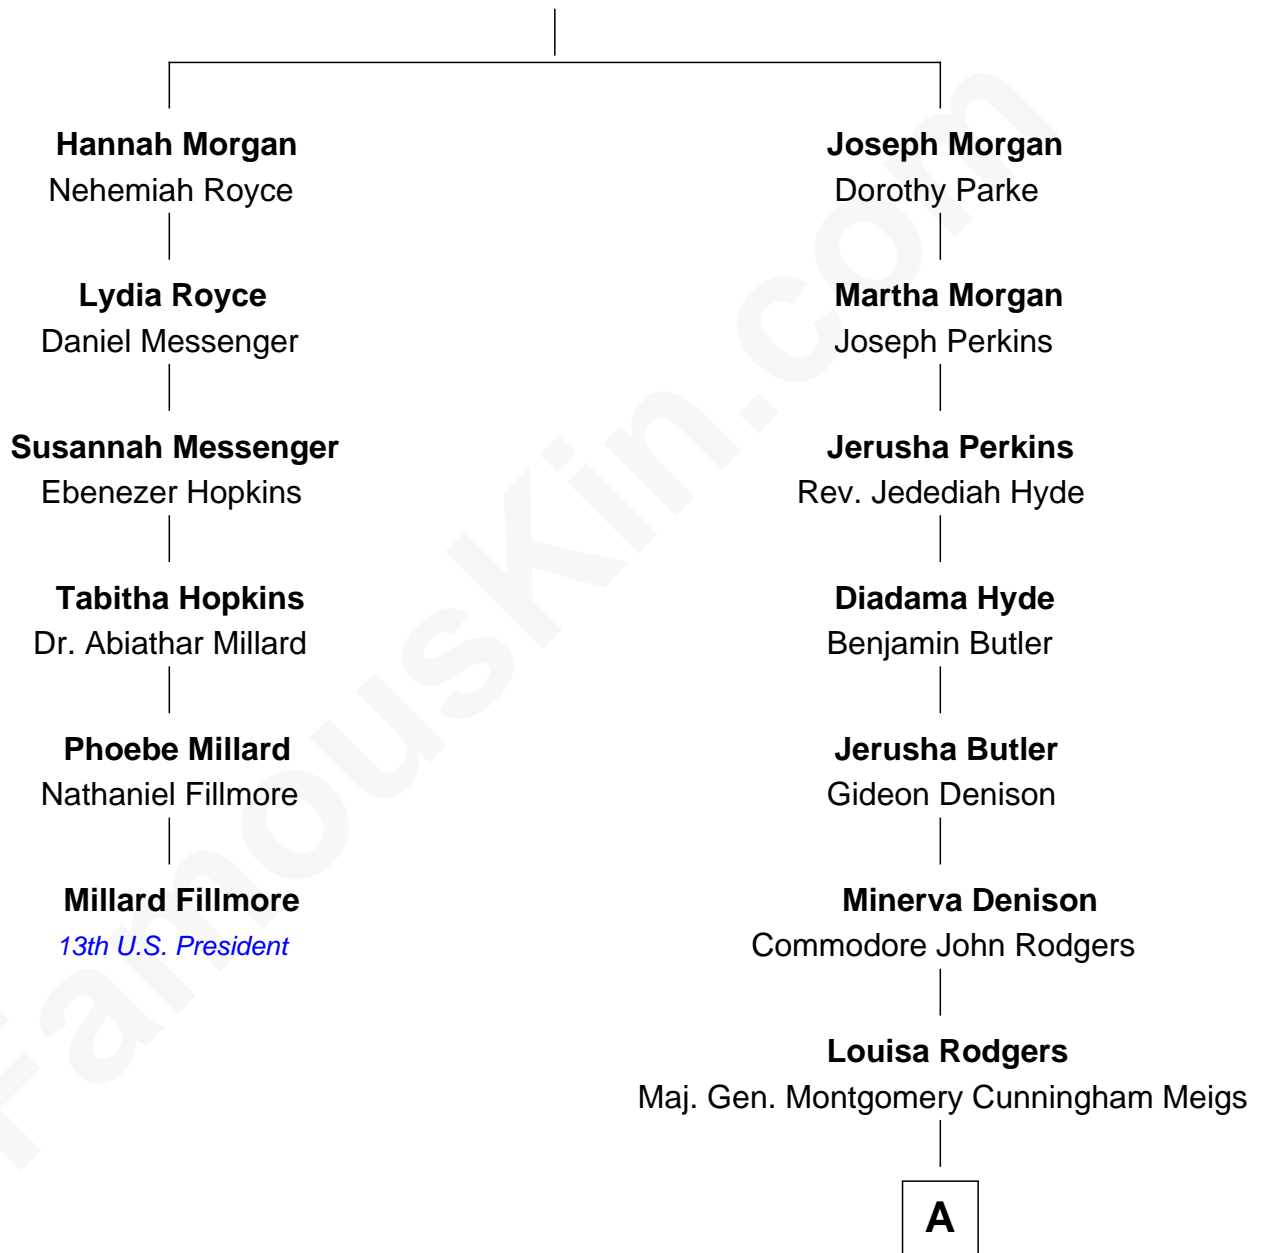 Hannah Morgan
Nehemiah Royce
Lydia Royce
Daniel Messenger
Susannah Messenger
Ebenezer Hopkins
Tabitha Hopkins
Dr. Abiathar Millard
Phoebe Millard
Nathaniel Fillmore
Millard Fillmore
13th U.S. President
Joseph Morgan
Dorothy Parke
Martha Morgan
Joseph Perkins
Jerusha Perkins
Rev. Jedediah Hyde
Diadama Hyde
Benjamin Butler
Jerusha Butler
Gideon Denison
Minerva Denison
Commodore John Rodgers
Louisa Rodgers
Maj. Gen. Montgomery Cunningham Meigs
A
FamousKin.com